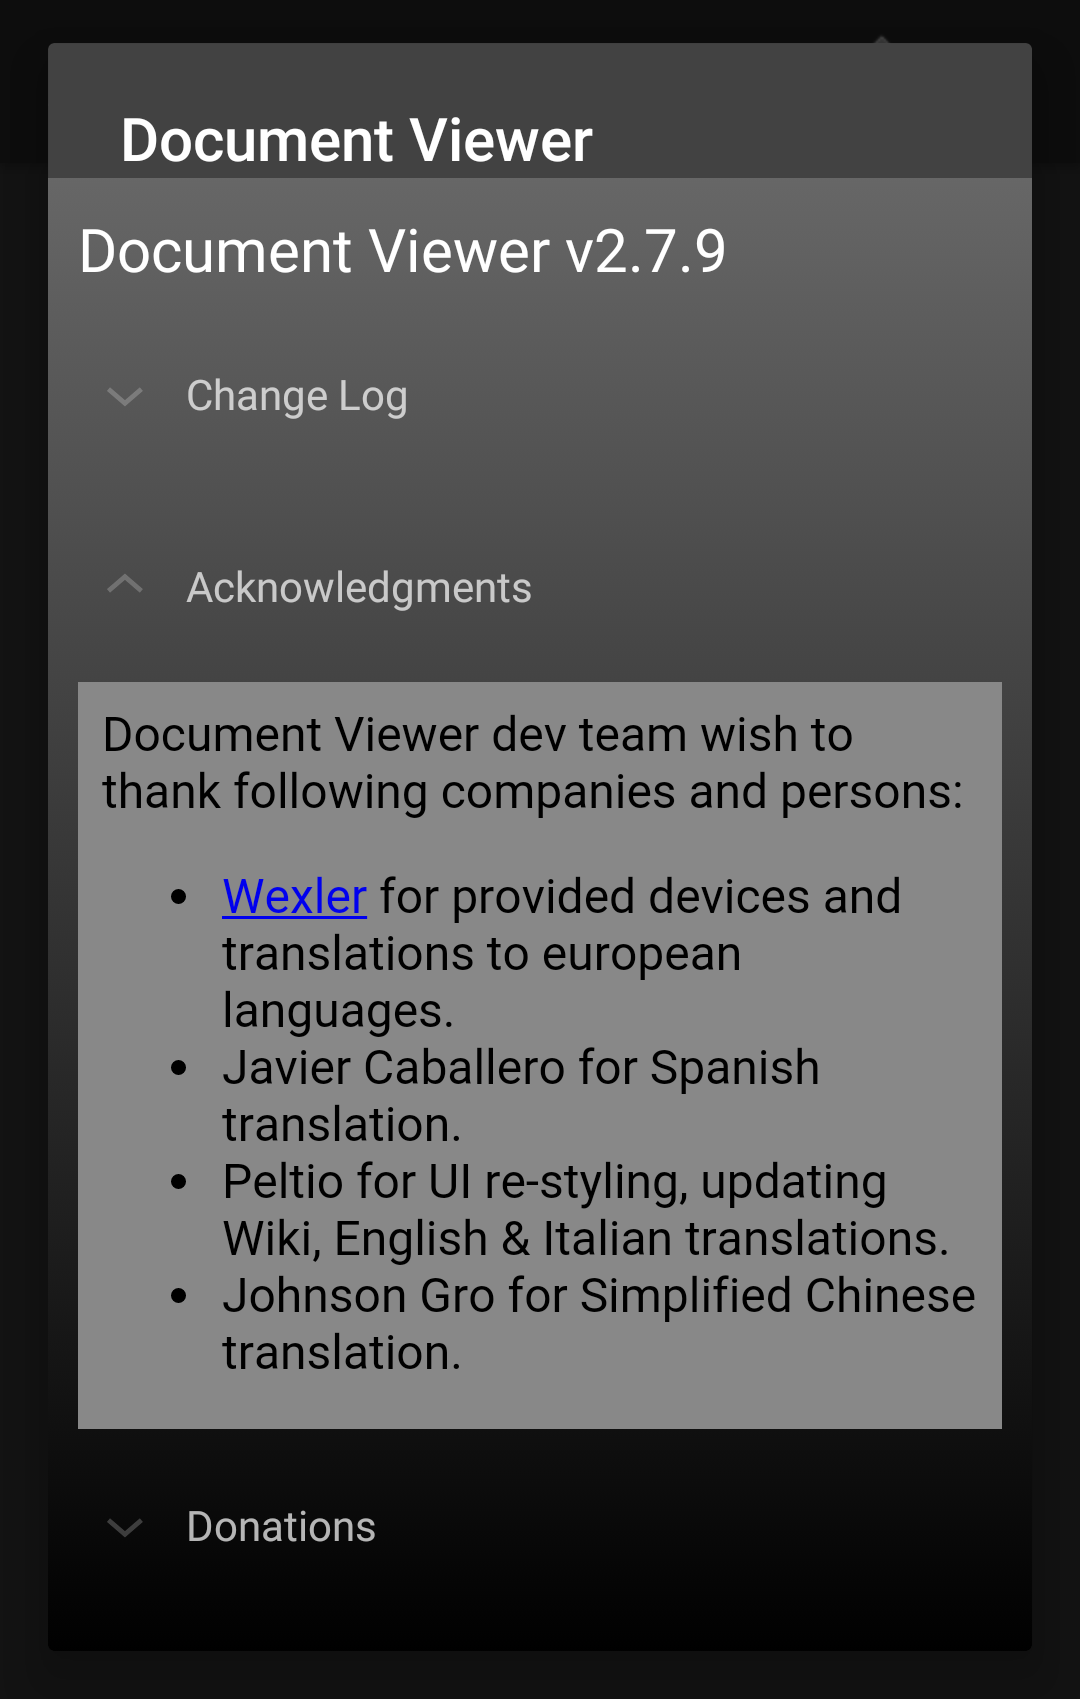 Document Viewer
Document Viewer v2.7.9
Change Log
Acknowledgments
Document Viewer dev team wish to
thank following companies and persons:
• Wexler for provided devices and
translations to european
languages.
• Javier Caballero for Spanish
translation.
• Peltio for UI re-styling, updating
Wiki, English & Italian translations.
• Johnson Gro for Simplified Chinese
translation.
Donations